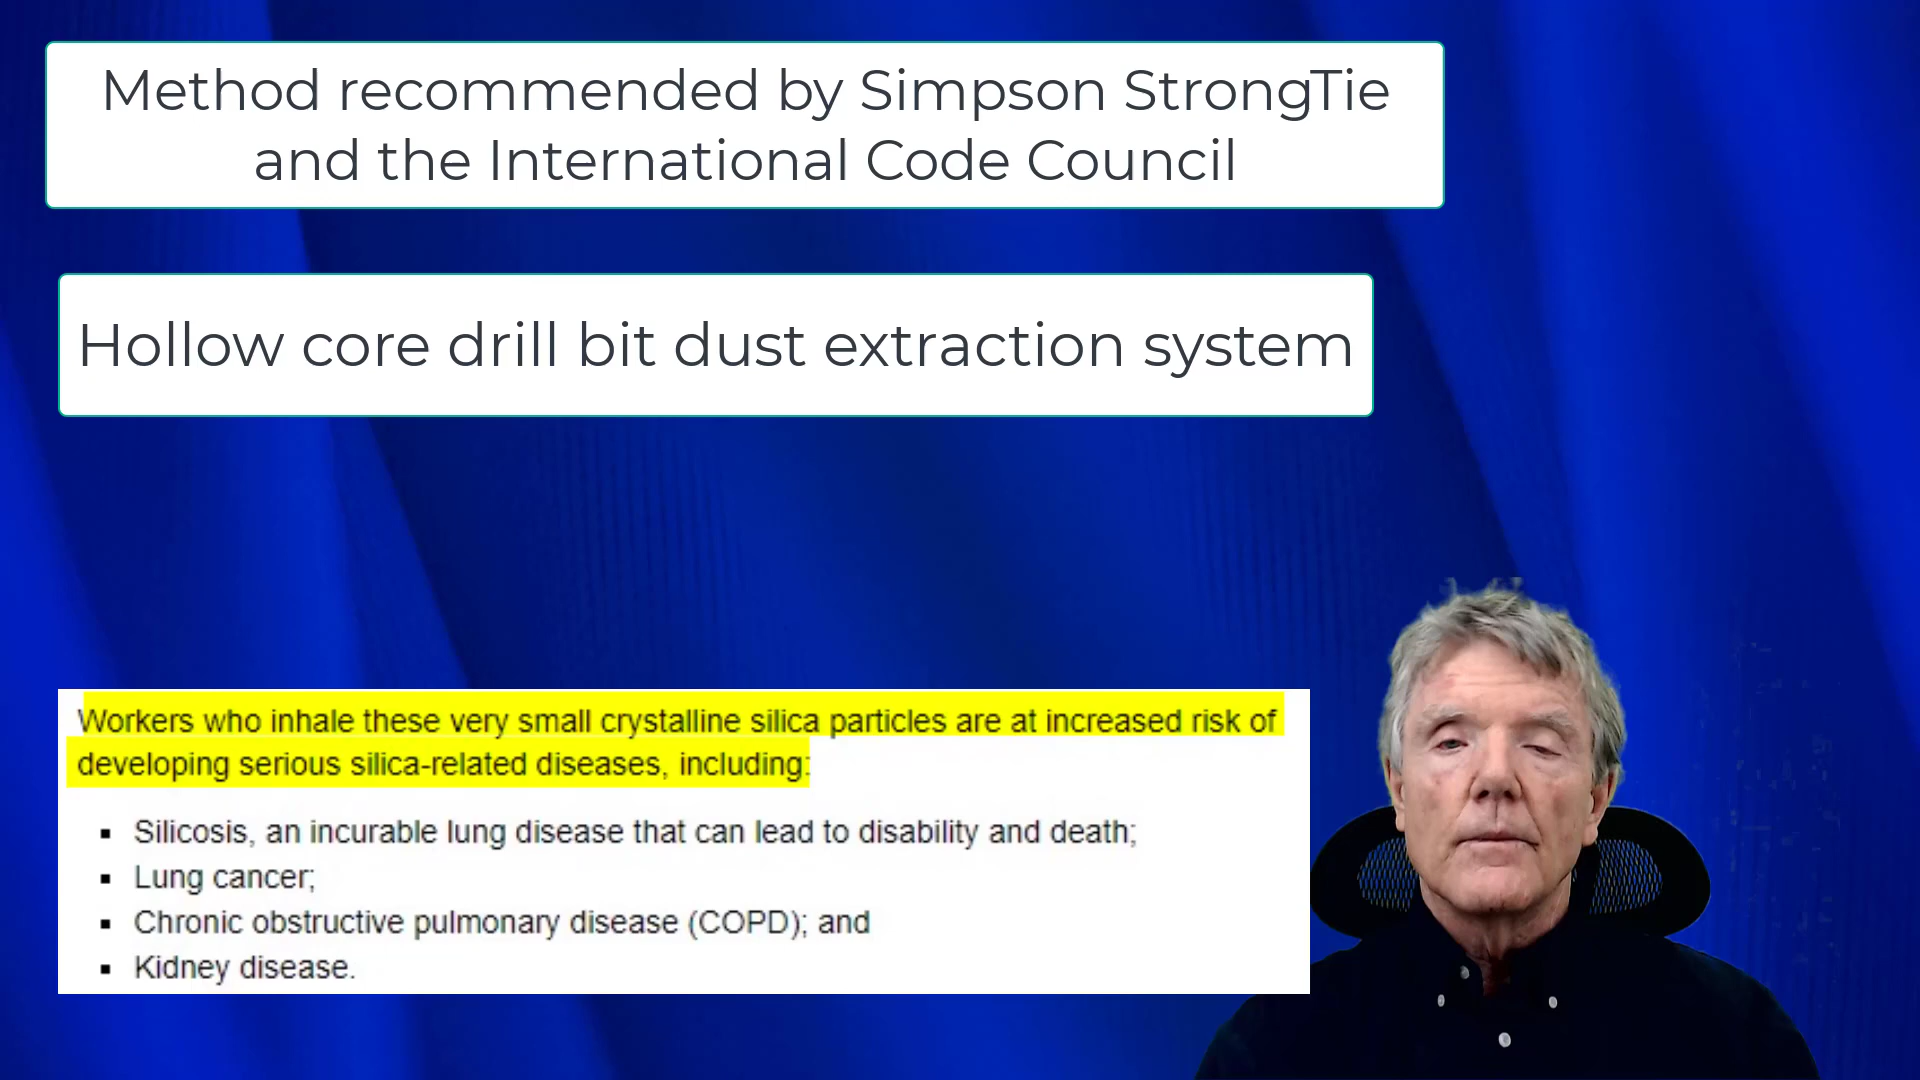 Method recommended by Simpson StrongTie
and the International Code Council
Hollow core drill bit dust extraction system
Workers who inhale these very small crystalline silica particles are at increased risk of
developing serious silica-related diseases, including:
▪ Silicosis, an incurable lung disease that can lead to disability and death;
▪ Lung cancer;
▪ Chronic obstructive pulmonary disease (COPD); and
▪ Kidney disease.